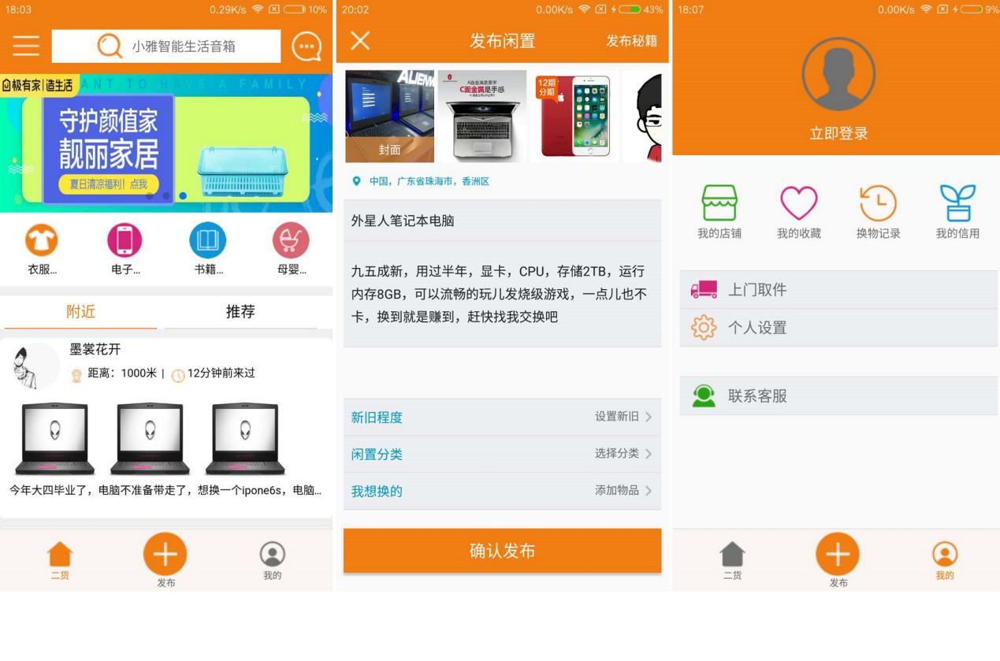 18:03
0.29K/s
10%
小雅智能生活音箱
极有家|造生活
ANT TO HAVE A FAMILY
守护颜值家
靓丽家居
夏日清凉福利！点我
衣服...
电子...
书籍...
母婴...
附近
推荐
墨裳花开
距离：1000米 |
12分钟前来过
今年大四毕业了，电脑不准备带走了，想换一个ipone6s，电脑...
二货
发布
我的
20:02
0.00K/s
43%
发布闲置
发布秘籍
ALIENW
封面
A面金属是美学
C面金属是手感
12期
分期
中国，广东省珠海市，香洲区
外星人笔记本电脑
九五成新，用过半年，显卡，CPU，存储2TB，运行
内存8GB，可以流畅的玩儿发烧级游戏，一点儿也不
卡，换到就是赚到，赶快找我交换吧
新旧程度
设置新旧
闲置分类
选择分类
我想换的
添加物品
确认发布
18:07
0.00K/s
9%
立即登录
我的店铺
我的收藏
换物记录
我的信用
上门取件
个人设置
联系客服
二货
发布
我的